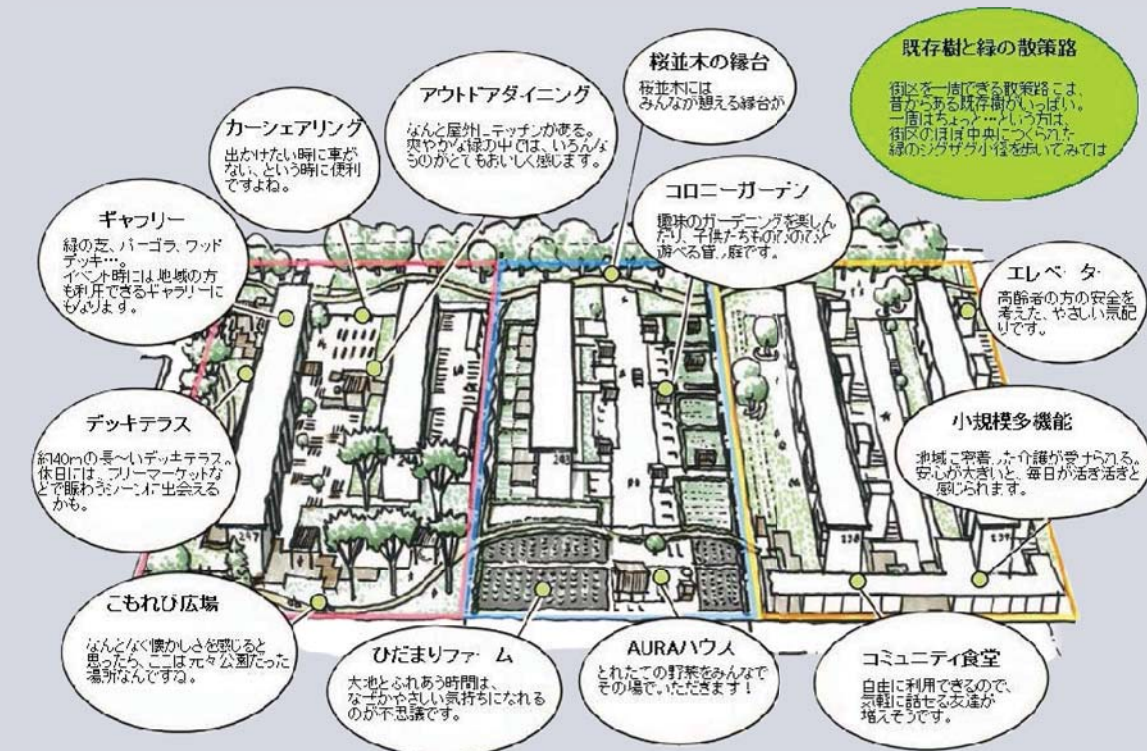 既存樹と緑の散策路
街区を一周できる散策路には、
昔からある既存樹がいっぱい。
一周はちょっと…という方は、
街区のほぼ中央につくられた
緑のジグザグ小径を歩いてみては
桜並木の縁台
桜並木には
みんなが憩える縁台が
アウトドアダイニング
なんと屋外にキッチンがある。
爽やかな緑の中では、いろんな
ものがとてもおいしく感じます。
カーシェアリング
出かけたい時に車が
ない、という時に便利
ですよね。
コロニーガーデン
趣味のガーデニングを楽しん
だり、子供たちものびのびと
遊べる庭です。
ギャラリー
緑の芝、パーゴラ、ウッド
デッキ…。
イベント時には地域の方
も利用できるギャラリーに
もなります。
エレベーター
高齢者の方の安全を
考えた、やさしい気配
りです。
デッキテラス
約40mの長〜いデッキテラス。
休日には、フリーマーケットな
どで賑わうシーンに出会える
かも。
小規模多機能
地域に密着した介護が受けられる。
安心が大きいと、毎日が活き活きと
感じられます。
247
243
238
こもれび広場
なんとなく懐かしさを感じると
思ったら、ここは元々公園だった
場所なんですね。
ひだまりファーム
大地とふれあう時間は、
なぜかやさしい気持ちになれる
のが不思議です。
AURAハウス
とれたての野菜をみんなで
その場でいただきます!
コミュニティ食堂
自由に利用できるので、
気軽に話せる友達が
増えそうです。